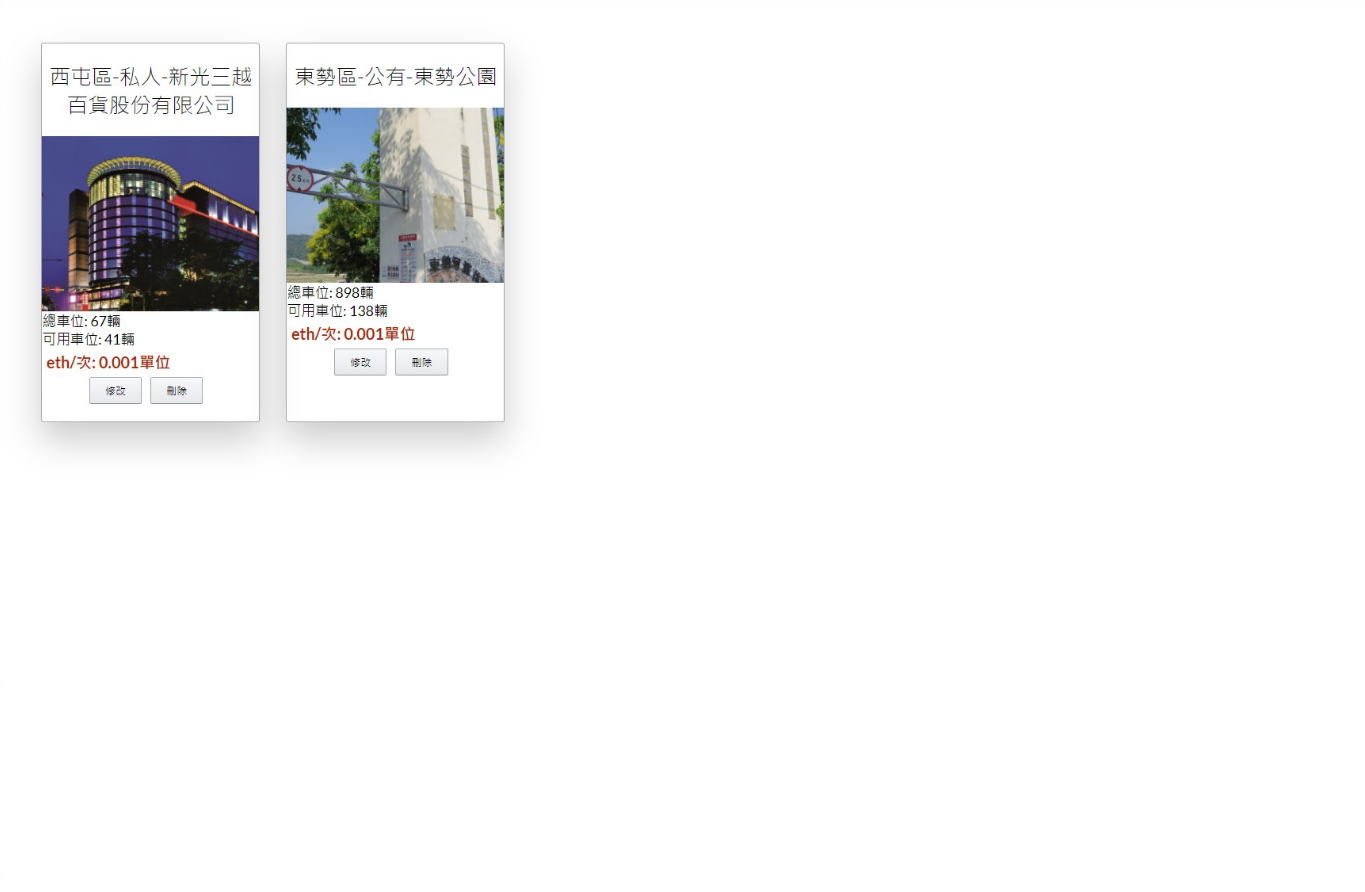 西屯區-私人-新光三越
百貨股份有限公司
總車位: 67輛
可用車位: 41輛
eth/次: 0.001單位
修改
刪除
東勢區-公有-東勢公園
25
總車位: 898輛
可用車位: 138輛
eth/次: 0.001單位
修改
刪除